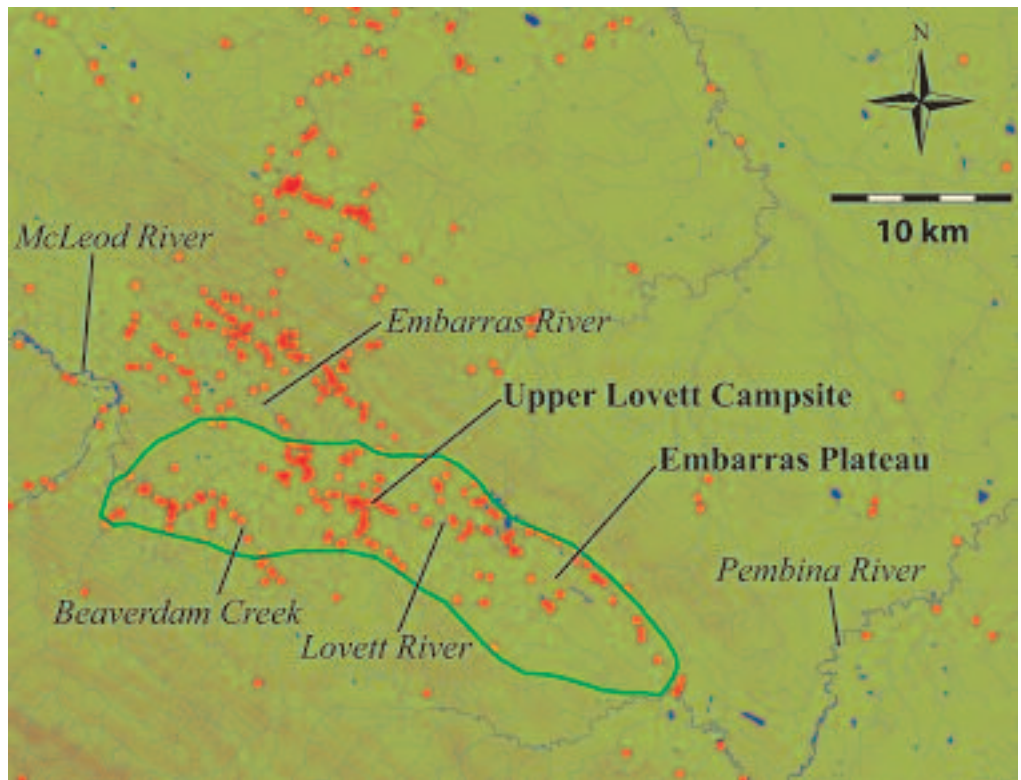 N
10 km
McLeod River
Embarras River
Upper Lovett Campsite
Embarras Plateau
Pembina River
Beaverdam Creek
Lovett River